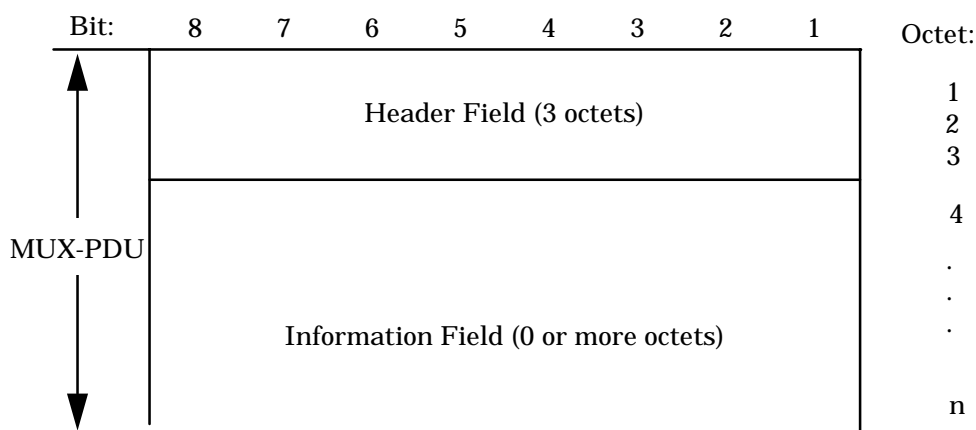 Bit: 8 7 6 5 4 3 2 1 Octet:
Header Field (3 octets)
1
2
3
4
MUX-PDU
.
.
.
Information Field (0 or more octets)
n